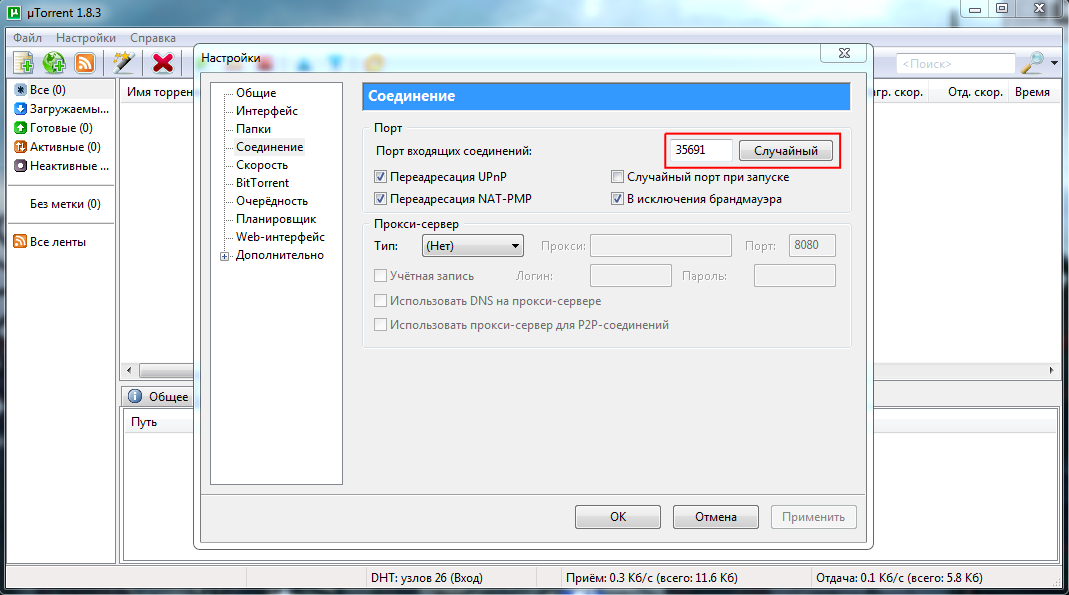 µTorrent 1.8.3
Файл Настройки Справка
<Поиск>
Все (0)
Загружаемы...
Готовые (0)
Активные (0)
Неактивные ...
Без метки (0)
Все ленты
Имя торрен
агр. скор. Отд. скор. Время
Настройки
Общие
Интерфейс
Папки
Соединение
Скорость
BitTorrent
Очерёдность
Планировщик
Web-интерфейс
Дополнительно
Соединение
Порт
Порт входящих соединений: 35691 Случайный
Переадресация UPnP Случайный порт при запуске
Переадресация NAT-PMP В исключения брандмауэра
Прокси-сервер
Тип: (Нет) Прокси: Порт: 8080
Учётная запись Логин: Пароль:
Использовать DNS на прокси-сервере
Использовать прокси-сервер для P2P-соединений
OK Отмена Применить
Общее
Путь
DHT: узлов 26 (Вход) Приём: 0.3 Кб/с (всего: 11.6 Кб) Отдача: 0.1 Кб/с (всего: 5.8 Кб)